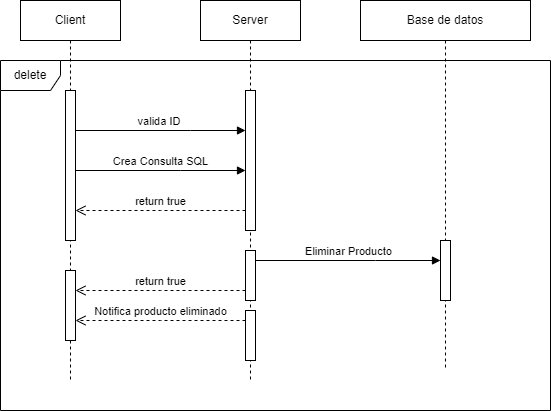 Client
Server
Base de datos
delete
valida ID
Crea Consulta SQL
return true
Eliminar Producto
return true
Notifica producto eliminado